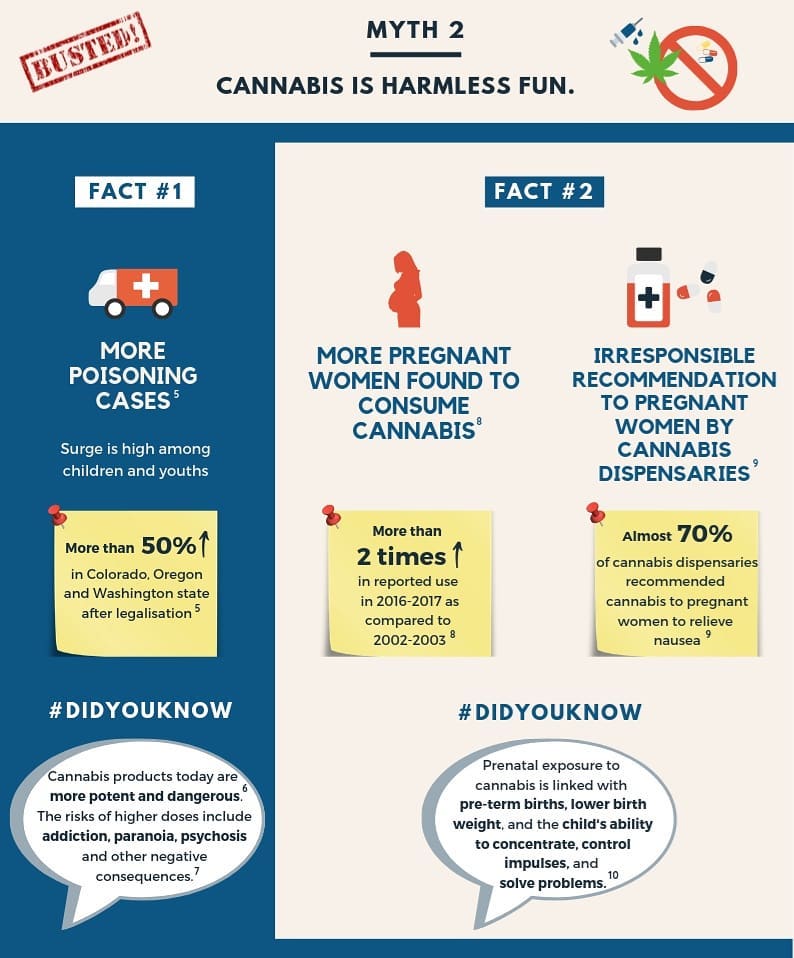 BUSTED!
MYTH 2
CANNABIS IS HARMLESS FUN.
FACT #1
MORE
POISONING
CASES 5
Surge is high among
children and youths
More than 50%
in Colorado, Oregon
and Washington state
after legalisation 5
#DIDYOUKNOW
Cannabis products today are
more potent and dangerous. 6
The risks of higher doses include
addiction, paranoia, psychosis
and other negative
consequences. 7
FACT #2
MORE PREGNANT
WOMEN FOUND TO
CONSUME
CANNABIS 8
More than
2 times
in reported use
in 2016-2017 as
compared to
2002-2003 8
IRRESPONSIBLE
RECOMMENDATION
TO PREGNANT
WOMEN BY
CANNABIS
DISPENSARIES 9
Almost 70%
of cannabis dispensaries
recommended
cannabis to pregnant
women to relieve
nausea 9
#DIDYOUKNOW
Prenatal exposure to
cannabis is linked with
pre-term births, lower birth
weight, and the child's ability
to concentrate, control
impulses, and
solve problems. 10